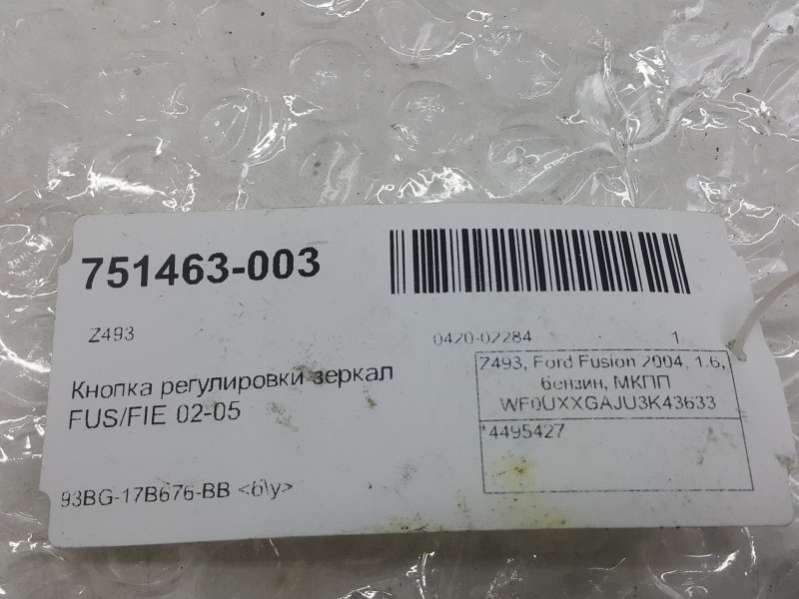 751463-003
Z493
0420-02284 1
Кнопка регулировки зеркал
FUS/FIE 02-05
Z493, Ford Fusion 2004, 1.6,
бензин, МКПП
WF0UXXGAJU3K43633
*4495427
93BG-17B676-BB <б\у>